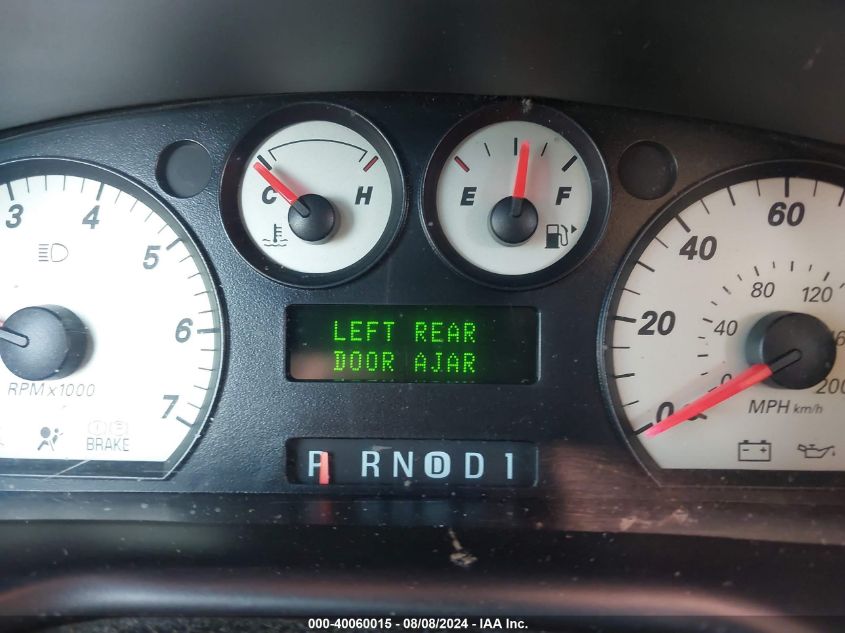 C H
E F
3 4 5 6 7
RPM x1000
BRAKE
LEFT REAR
DOOR AJAR
P R N D D 1
0 20 40 60
0 40 80 120 200
MPH km/h
000-40060015 - 08/08/2024 - IAA Inc.